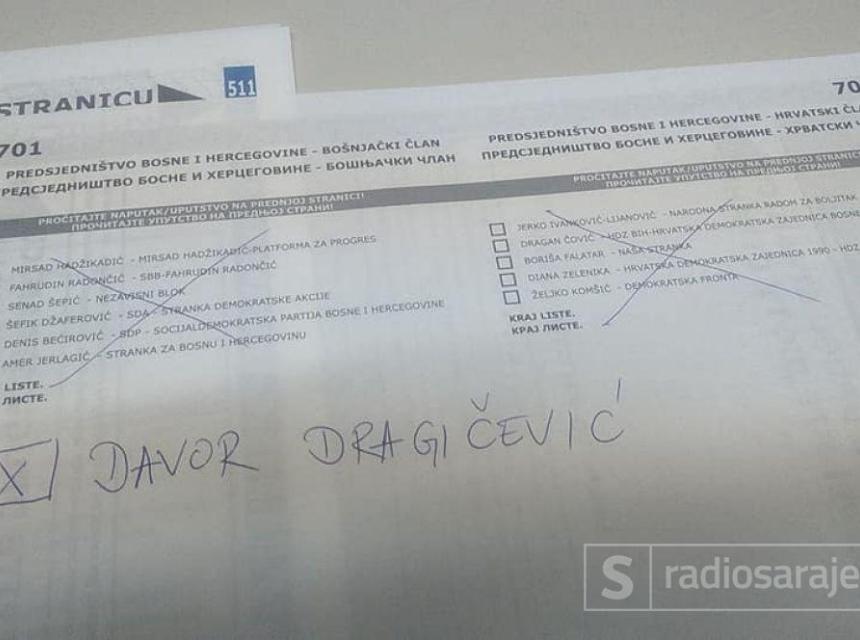 STRANICU
511
701
PREDSJEDNIŠTVO BOSNE I HERCEGOVINE - BOŠNJAČKI ČLAN
РЕДСЈЕДНИШТВО БОСНЕ И ХЕРЦЕГОВИНЕ - БОШЊАЧКИ ЧЛАН
PROČITAJTE NAPUTAK/UPUTSTVO NA PREDNJOJ STRANICI!
ПРОЧИТАЈТЕ УПУТСТВО НА ПРЕДЊОЈ СТРАНИ!
MIRSAD HADŽIKADIĆ - MIRSAD HADŽIKADIĆ-PLATFORMA ZA PROGRES
FAHRUDIN RADONČIĆ - SBB-FAHRUDIN RADONČIĆ
SENAD ŠEPIĆ - NEZAVISNI BLOK
ŠEFIK DŽAFEROVIĆ - SDA - STRANKA DEMOKRATSKE AKCIJE
DENIS BEĆIROVIĆ - SDP - SOCIJALDEMOKRATSKA PARTIJA BOSNE I HERCEGOVINE
AMER JERLAGIĆ - STRANKA ZA BOSNU I HERCEGOVINU
LISTE.
ЛИСТЕ.
70
PREDSJEDNIŠTVO BOSNE I HERCEGOVINE - HRVATSKI ČLA
ПРЕДСЈЕДНИШТВО БОСНЕ И ХЕРЦЕГОВИНЕ - ХРВАТСКИ Ч
PROČITAJTE NAPUTAK/UPUTSTVO NA PREDNJOJ STRANIC
ПРОЧИТАЈТЕ УПУТСТВО НА ПРЕДЊОЈ СТРАНИ!
JERKO IVANKOVIĆ-LIJANOVIĆ - NARODNA STRANKA RADOM ZA BOLJITAK
DRAGAN ČOVIĆ - HDZ BIH-HRVATSKA DEMOKRATSKA ZAJEDNICA BOSNE
BORIŠA FALATAR - NAŠA STRANKA
DIANA ZELENIKA - HRVATSKA DEMOKRATSKA ZAJEDNICA 1990 - HDZ
ŽELJKO KOMŠIĆ - DEMOKRATSKA FRONTA
KRAJ LISTE.
КРАЈ ЛИСТЕ.
X DAVOR DRAGIČEVIĆ
S radiosaraje